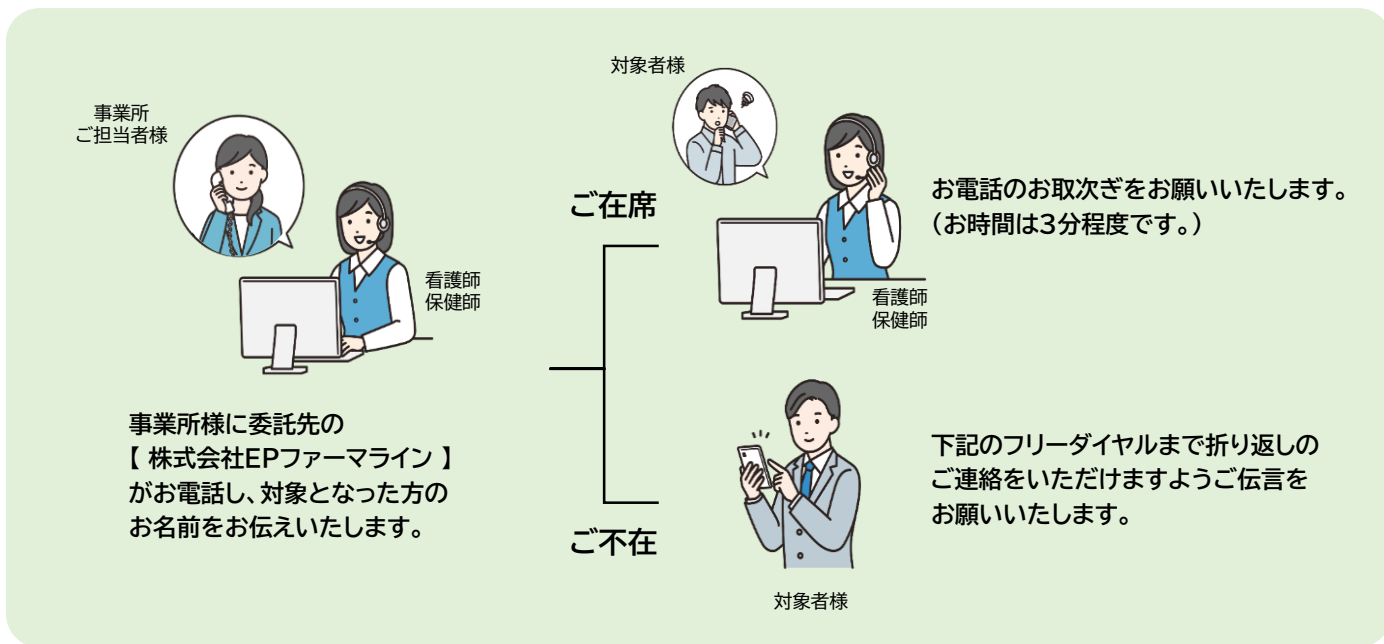 事業所
ご担当者様
看護師
保健師
事業所様に委託先の
【 株式会社EPファーマライン 】
がお電話し、対象となった方の
お名前をお伝えいたします。
ご在席
対象者様
看護師
保健師
お電話のお取次ぎをお願いいたします。
（お時間は3分程度です。）
ご不在
対象者様
下記のフリーダイヤルまで折り返しの
ご連絡をいただけますようご伝言を
お願いいたします。